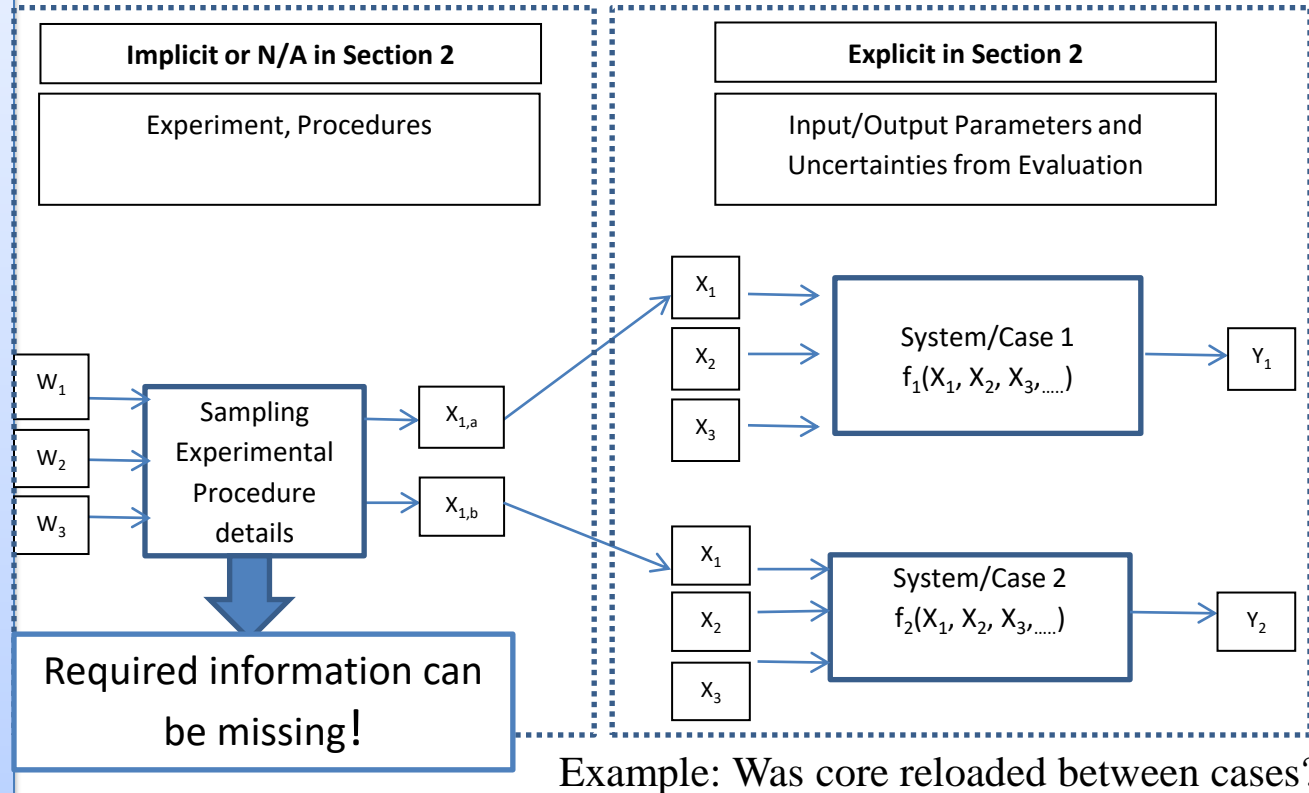 Implicit or N/A in Section 2
Experiment, Procedures
W₁
W₂
W₃
Sampling
Experimental
Procedure
details
X₁,ₐ
X₁,b
Required information can
be missing!
Explicit in Section 2
Input/Output Parameters and
Uncertainties from Evaluation
X₁
X₂
X₃
System/Case 1
f₁(X₁, X₂, X₃,.....)
Y₁
X₁
X₂
X₃
System/Case 2
f₂(X₁, X₂, X₃,.....)
Y₂
Example: Was core reloaded between cases?